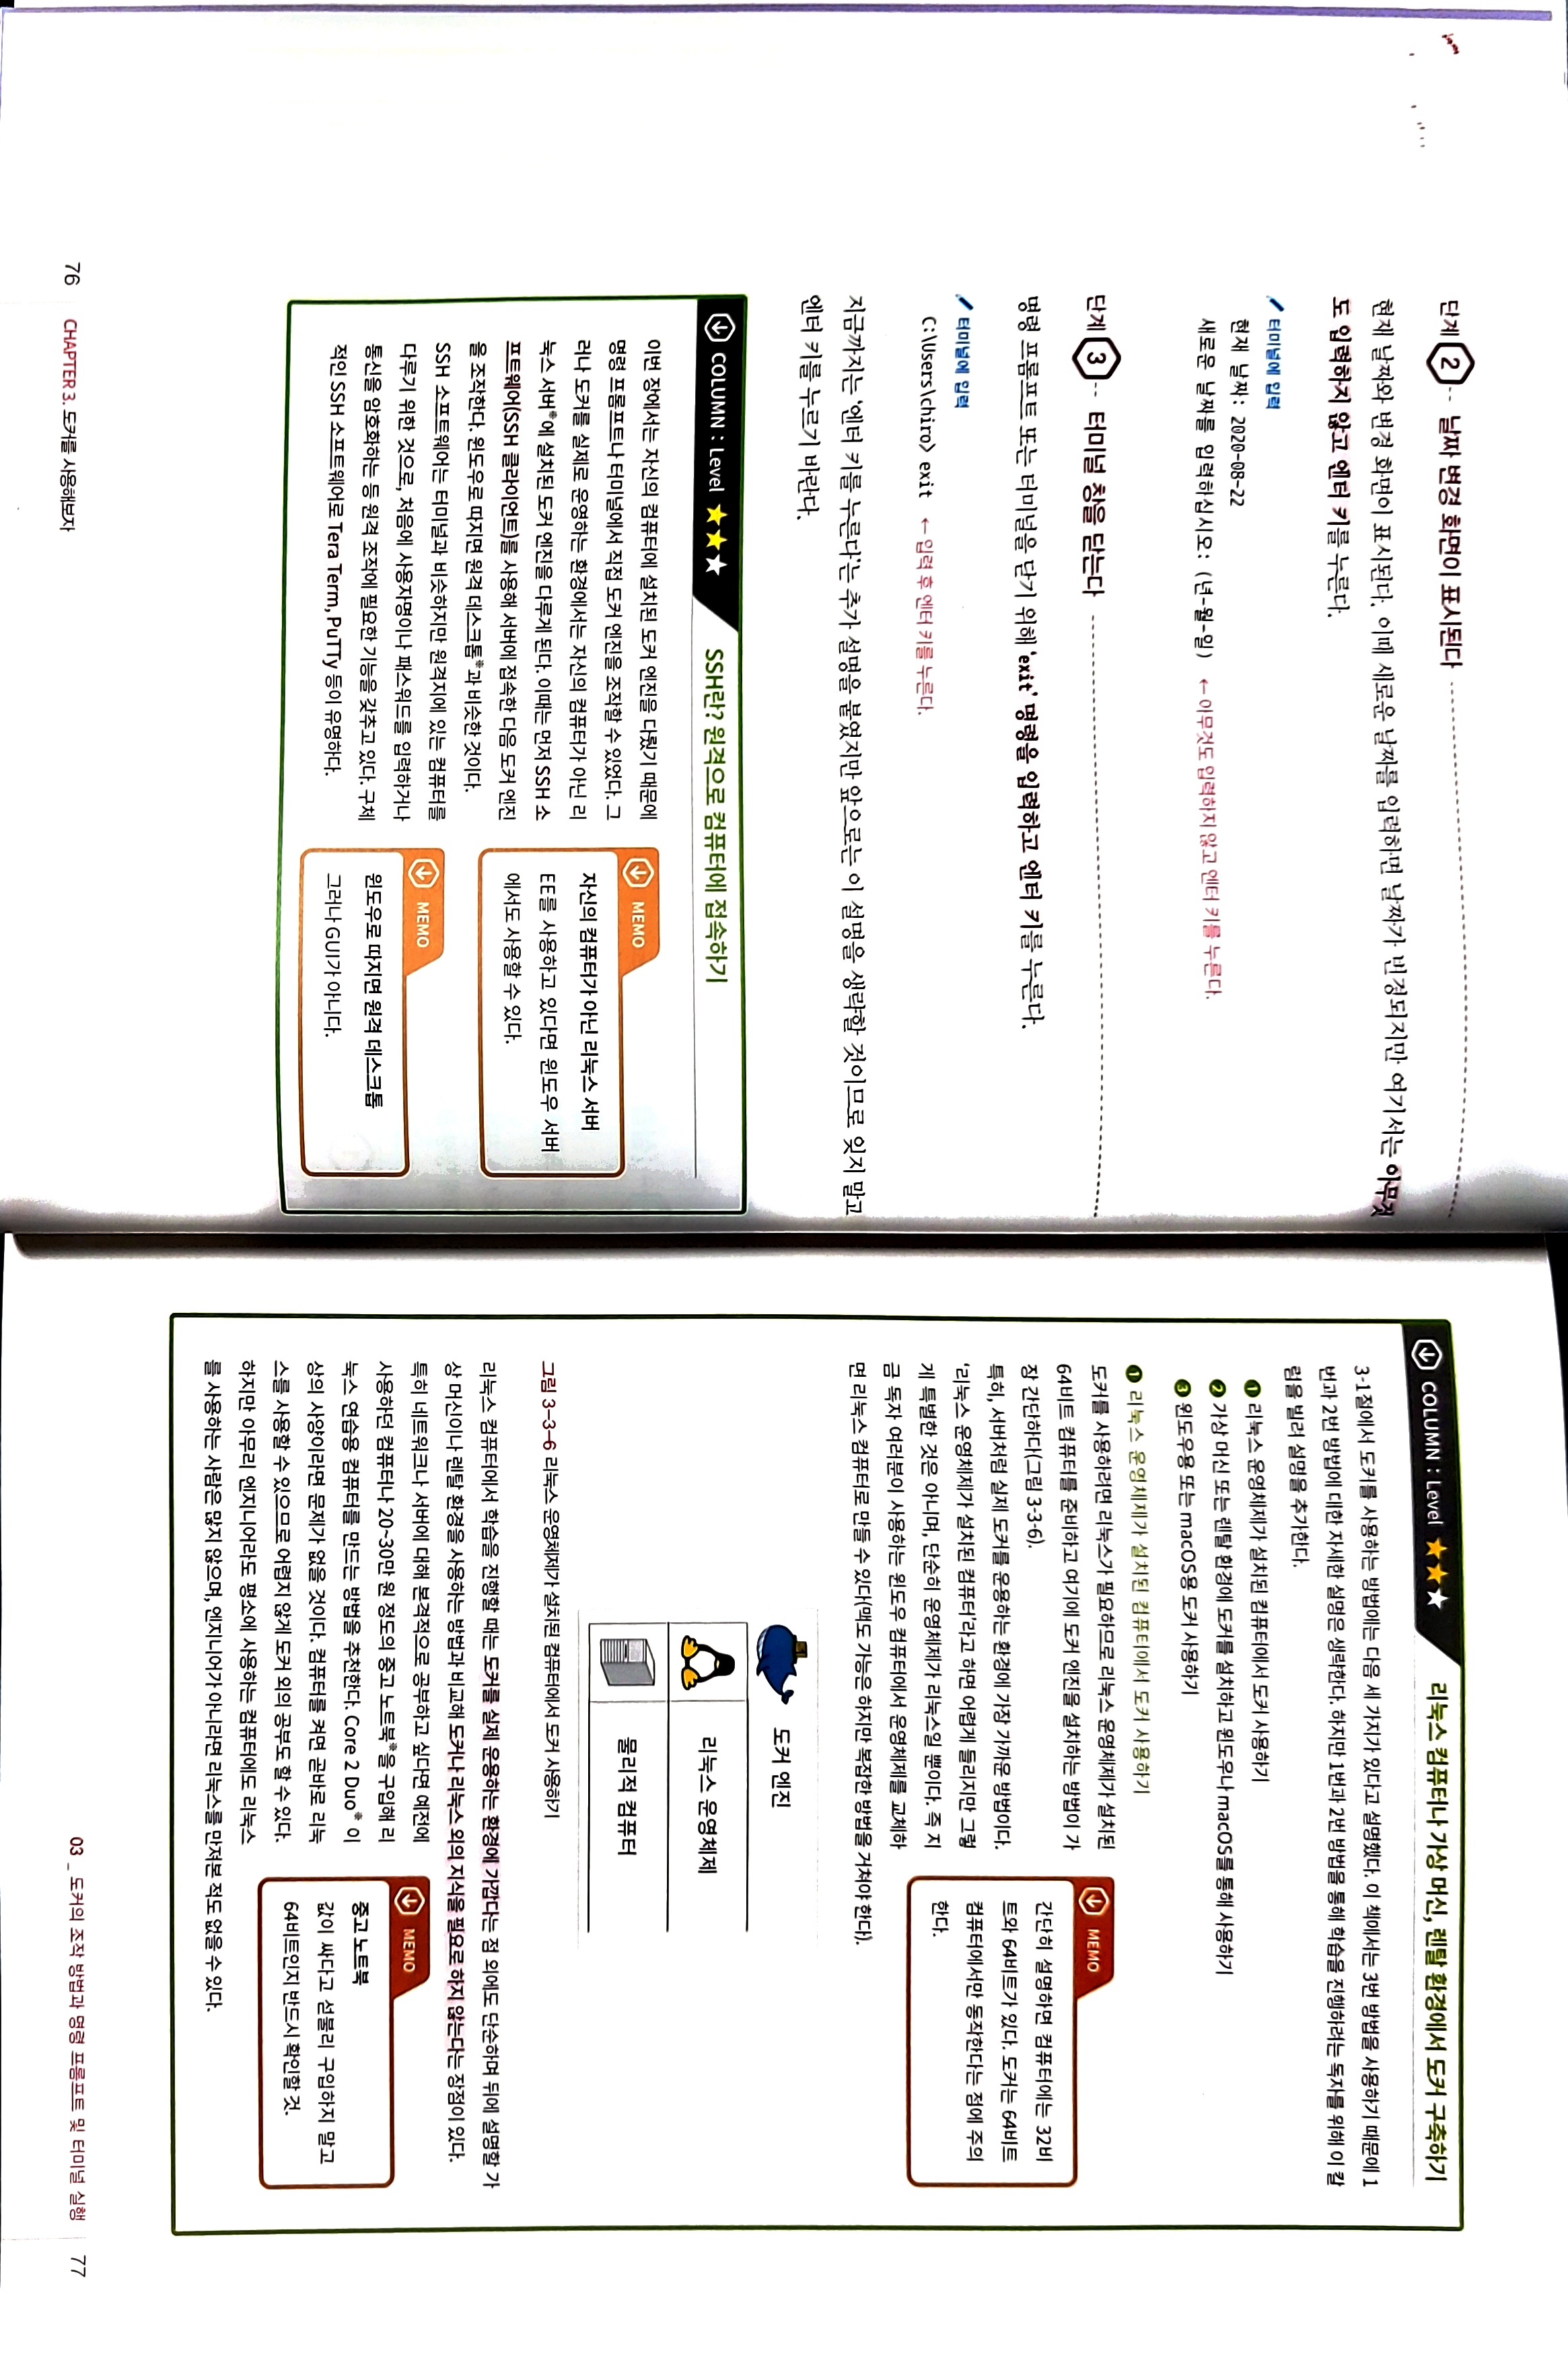 단계 2 날짜 변경 화면이 표시된다
현재 날짜와 변경 화면이 표시된다. 이때 새로운 날짜를 입력하면 날짜가 변경되지만 여기서는 아무것
도 입력하지 않고 엔터 키를 누른다.
터미널에 입력
현재 날짜: 2020-08-22
새로운 날짜를 입력하십시오: (년-월-일) ← 아무것도 입력하지 않고 엔터 키를 누른다.
단계 3 터미널 창을 닫는다
명령 프롬프트 또는 터미널을 닫기 위해 ‘exit’ 명령을 입력하고 엔터 키를 누른다.
터미널에 입력
C:\Users\chiro> exit ← 입력 후 엔터 키를 누른다.
지금까지는 ‘엔터 키를 누른다’는 추가 설명을 붙였지만 앞으로는 이 설명을 생략할 것이므로 잊지 말고
엔터 키를 누르기 바란다.
COLUMN : Level ★★★ SSH란? 원격으로 컴퓨터에 접속하기
이번 장에서는 자신의 컴퓨터에 설치된 도커 엔진을 다뤘기 때문에
명령 프롬프트나 터미널에서 직접 도커 엔진을 조작할 수 있었다. 그
러나 도커를 실제로 운영하는 환경에서는 자신의 컴퓨터가 아닌 리
눅스 서버※에 설치된 도커 엔진을 다루게 된다. 이때는 먼저 SSH 소
프트웨어(SSH 클라이언트)를 사용해 서버에 접속한 다음 도커 엔진
을 조작한다. 윈도우로 따지면 원격 데스크톱※과 비슷한 것이다.
SSH 소프트웨어는 터미널과 비슷하지만 원격지에 있는 컴퓨터를
다루기 위한 것으로, 처음에 사용자명이나 패스워드를 입력하거나
통신을 암호화하는 등 원격 조작에 필요한 기능을 갖추고 있다. 구체
적인 SSH 소프트웨어로 Tera Term, PuTTy 등이 유명하다.
MEMO
자신의 컴퓨터가 아닌 리눅스 서버
EE를 사용하고 있다면 윈도우 서버
에서도 사용할 수 있다.
MEMO
윈도우로 따지면 원격 데스크톱
그러나 GUI가 아니다.
76 CHAPTER 3. 도커를 사용해보자
COLUMN : Level ★★★ 리눅스 컴퓨터나 가상 머신, 렌탈 환경에서 도커 구축하기
3-1절에서 도커를 사용하는 방법에는 다음 세 가지가 있다고 설명했다. 이 책에서는 3번 방법을 사용하기 때문에 1
번과 2번 방법에 대한 자세한 설명은 생략한다. 하지만 1번과 2번 방법을 통해 학습을 진행하려는 독자를 위해 이 칼
럼을 빌려 설명을 추가한다.
❶ 리눅스 운영체제가 설치된 컴퓨터에서 도커 사용하기
❷ 가상 머신 또는 렌탈 환경에 도커를 설치하고 윈도우나 macOS를 통해 사용하기
❸ 윈도우용 또는 macOS용 도커 사용하기
❶ 리눅스 운영체제가 설치된 컴퓨터에서 도커 사용하기
도커를 사용하려면 리눅스가 필요하므로 리눅스 운영체제가 설치된
64비트 컴퓨터를 준비하고 여기에 도커 엔진을 설치하는 방법이 가
장 간단하다(그림 3-3-6).
특히, 서버처럼 실제 도커를 운용하는 환경에 가장 가까운 방법이다.
‘리눅스 운영체제가 설치된 컴퓨터’라고 하면 어렵게 들리지만 그렇
게 특별한 것은 아니며, 단순히 운영체제가 리눅스일 뿐이다. 즉 지
금 독자 여러분이 사용하는 윈도우 컴퓨터에서 운영체제를 교체하
면 리눅스 컴퓨터로 만들 수 있다(맥도 가능은 하지만 복잡한 방법을 거쳐야 한다).
MEMO
간단히 설명하면 컴퓨터에는 32비
트와 64비트가 있다. 도커는 64비트
컴퓨터에서만 동작한다는 점에 주의
한다.
도커 엔진
리눅스 운영체제
물리적 컴퓨터
그림 3-3-6 리눅스 운영체제가 설치된 컴퓨터에서 도커 사용하기
리눅스 컴퓨터에서 학습을 진행할 때는 도커를 실제 운용하는 환경에 가깝다는 점 외에도 단순하며 뒤에 설명할 가
상 머신이나 렌탈 환경을 사용하는 방법과 비교해 도커나 리눅스 외의 지식을 필요로 하지 않는다는 장점이 있다.
특히 네트워크나 서버에 대해 본격적으로 공부하고 싶다면 예전에
사용하던 컴퓨터나 20~30만 원 정도의 중고 노트북※을 구입해 리
눅스 연습용 컴퓨터를 만드는 방법을 추천한다. Core 2 Duo※ 이
상의 사양이라면 문제가 없을 것이다. 컴퓨터를 켜면 곧바로 리눅
스를 사용할 수 있으므로 어렵지 않게 도커 외의 공부도 할 수 있다.
하지만 아무리 엔지니어라도 평소에 사용하는 컴퓨터에도 리눅스
를 사용하는 사람은 많지 않으며, 엔지니어가 아니라면 리눅스를 만져본 적도 없을 수 있다.
MEMO
중고 노트북
값이 싸다고 섣불리 구입하지 말고
64비트인지 반드시 확인할 것.
03 _ 도커의 조작 방법과 명령 프롬프트 및 터미널 실행 77